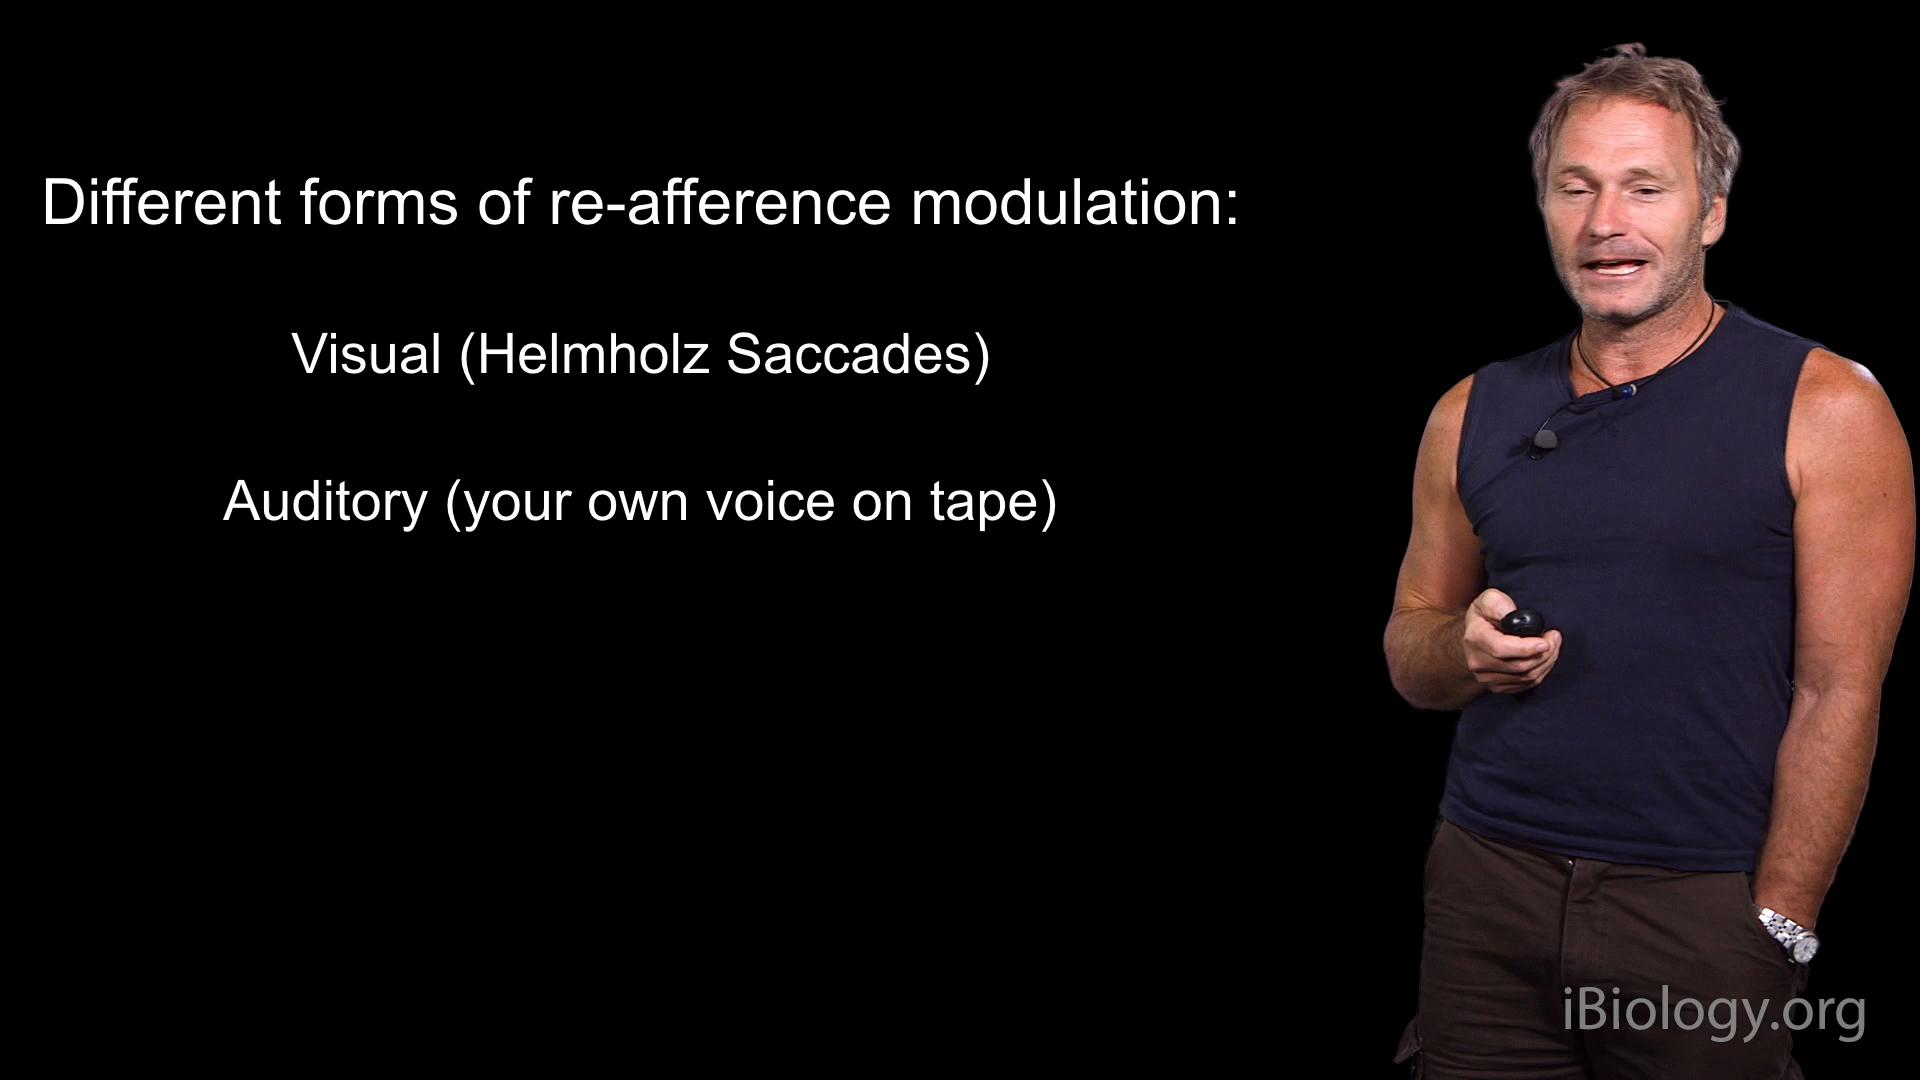 Different forms of re-afference modulation:
Visual (Helmholz Saccades)
Auditory (your own voice on tape)
iBiology.org